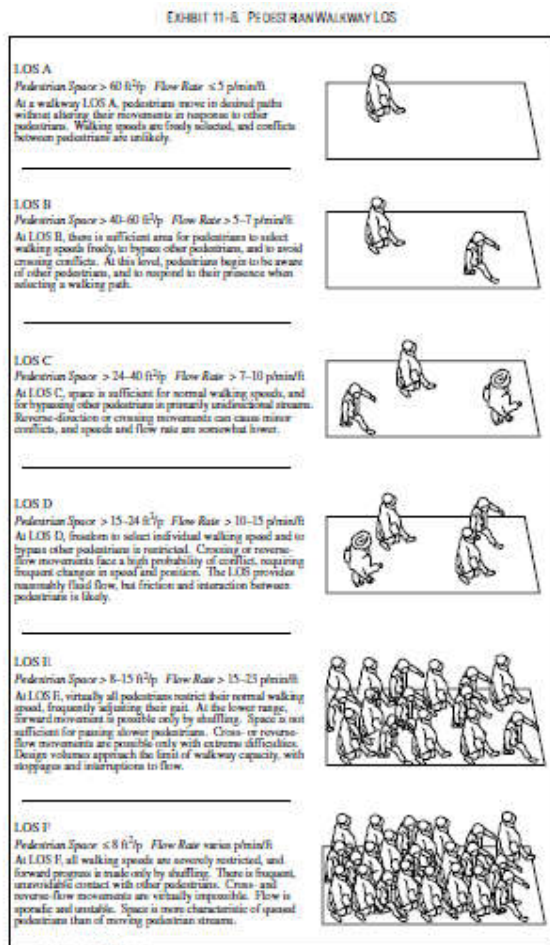 EXHIBIT 11-8. PEDESTRIAN WALKWAY LOS
LOS A
Pedestrian Space > 60 ft²/p Flow Rate ≤ 5 p/min/ft
At a walkway LOS A, pedestrians move in desired paths
without altering their movements in response to other
pedestrians. Walking speeds are freely selected, and conflicts
between pedestrians are unlikely.
LOS B
Pedestrian Space > 40–60 ft²/p Flow Rate > 5–7 p/min/ft
At LOS B, there is sufficient area for pedestrians to select
walking speeds freely, to bypass other pedestrians, and to avoid
crossing conflicts. At this level, pedestrians begin to be aware
of other pedestrians, and to respond to their presence when
selecting a walking path.
LOS C
Pedestrian Space > 24–40 ft²/p Flow Rate > 7–10 p/min/ft
At LOS C, space is sufficient for normal walking speeds, and
for bypassing other pedestrians in primarily unidirectional streams.
Reverse-direction or crossing movements can cause minor
conflicts, and speeds and flow rate are somewhat lower.
LOS D
Pedestrian Space > 15–24 ft²/p Flow Rate > 10–15 p/min/ft
At LOS D, freedom to select individual walking speed and to
bypass other pedestrians is restricted. Crossing or reverse-
flow movements face a high probability of conflict, requiring
frequent changes in speed and position. The LOS provides
reasonably fluid flow, but friction and interaction between
pedestrians is likely.
LOS E
Pedestrian Space > 8–15 ft²/p Flow Rate > 15–23 p/min/ft
At LOS E, virtually all pedestrians restrict their normal walking
speed, frequently adjusting their gait. At the lower range,
forward movement is possible only by shuffling. Space is not
sufficient for passing slower pedestrians. Cross- or reverse-
flow movements are possible only with extreme difficulties.
Design volumes approach the limit of walkway capacity, with
stoppages and interruptions to flow.
LOS F
Pedestrian Space ≤ 8 ft²/p Flow Rate varies p/min/ft
At LOS F, all walking speeds are severely restricted, and
forward progress is made only by shuffling. There is frequent,
unavoidable contact with other pedestrians. Cross- and
reverse-flow movements are virtually impossible. Flow is
sporadic and unstable. Space is more characteristic of queued
pedestrians than of moving pedestrian streams.